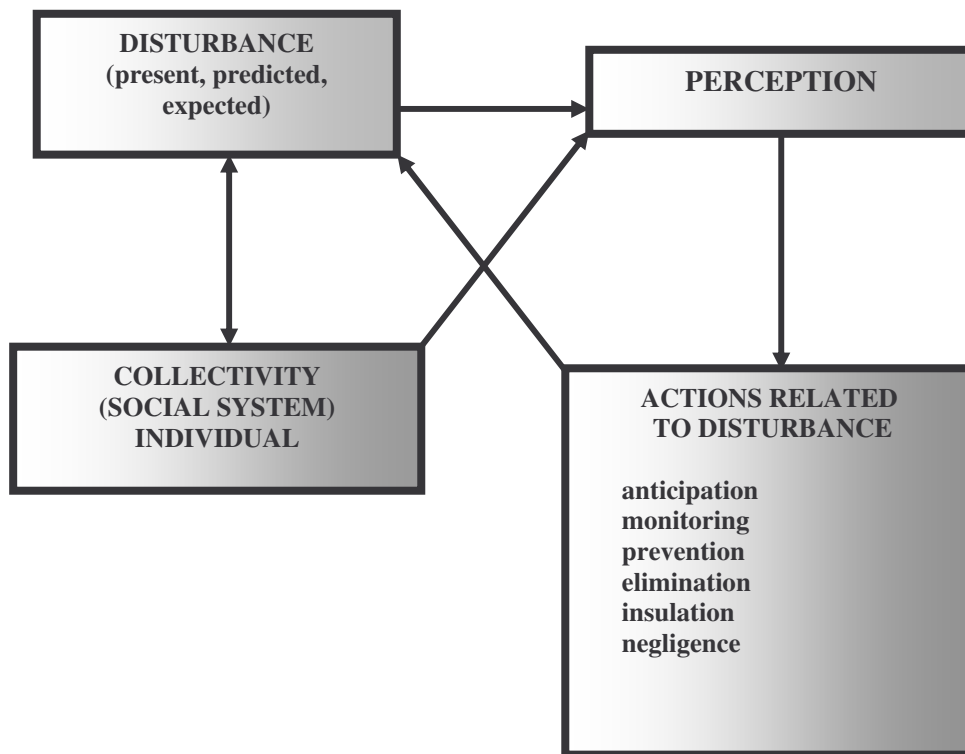 DISTURBANCE
(present, predicted,
expected)
PERCEPTION
COLLECTIVITY
(SOCIAL SYSTEM)
INDIVIDUAL
ACTIONS RELATED
TO DISTURBANCE
anticipation
monitoring
prevention
elimination
insulation
negligence